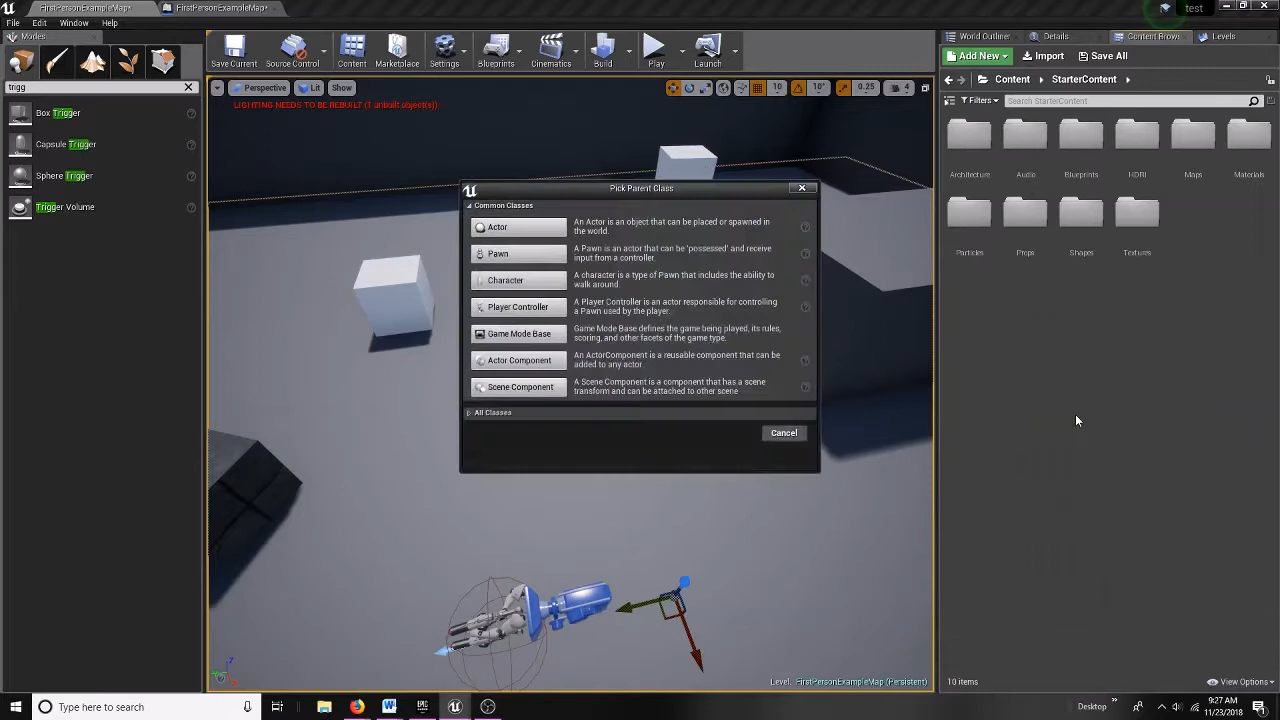 FirstPersonExampleMap*
FirstPersonExampleMap*
test
File Edit Window Help
Modes
Save Current
Source Control
Content
Marketplace
Settings
Blueprints
Cinematics
Build
Play
Launch
World Outliner
Details
Content Brows
Levels
Add New
Import
Save All
Content
StarterContent
Filters
Search StarterContent
trigg
Box Trigger
Capsule Trigger
Sphere Trigger
Trigger Volume
Perspective
Lit
Show
10
10°
0.25
4
LIGHTING NEEDS TO BE REBUILT (1 unbuilt object(s))
Pick Parent Class
Common Classes
Actor
An Actor is an object that can be placed or spawned in
the world.
Pawn
A Pawn is an actor that can be 'possessed' and receive
input from a controller.
Character
A character is a type of Pawn that includes the ability to
walk around.
Player Controller
A Player Controller is an actor responsible for controlling
a Pawn used by the player.
Game Mode Base
Game Mode Base defines the game being played, its rules,
scoring, and other facets of the game type.
Actor Component
An ActorComponent is a reusable component that can be
added to any actor
Scene Component
A Scene Component is a component that has a scene
transform and can be attached to other scene
All Classes
Cancel
Architecture
Audio
Blueprints
HDRI
Maps
Materials
Particles
Props
Shapes
Textures
Level: FirstPersonExampleMap (Persistent)
10 items
View Options
Type here to search
Desktop
9:27 AM
11/23/2018